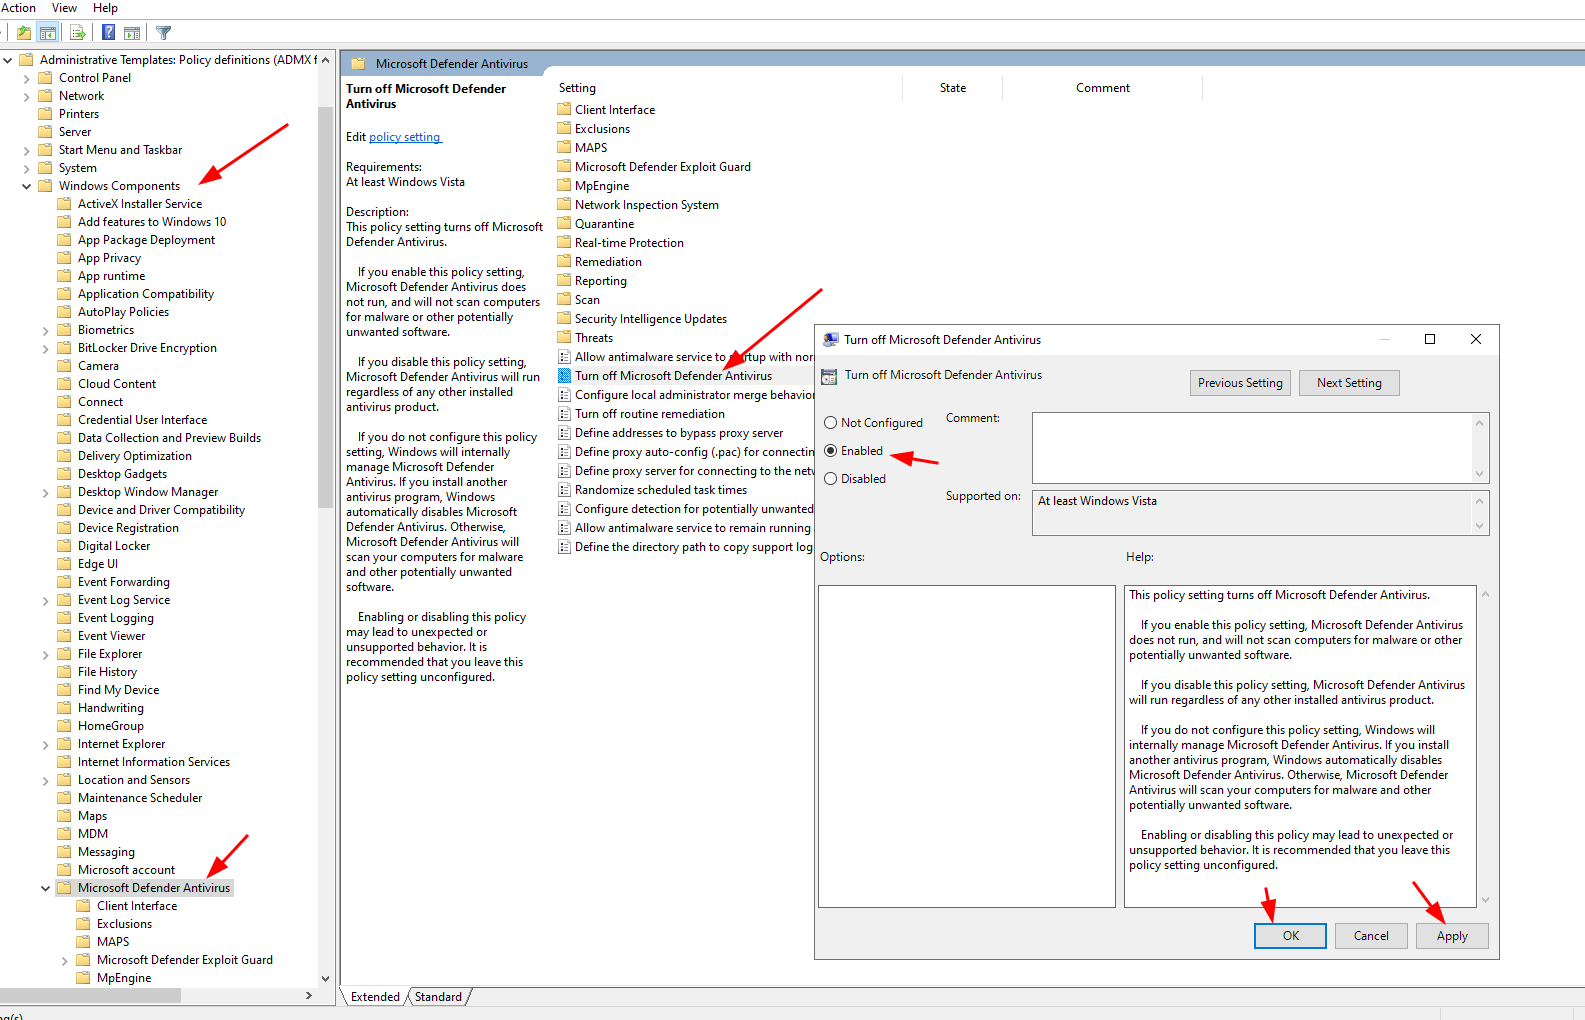 Action View Help
Administrative Templates: Policy definitions (ADMX f
Control Panel
Network
Printers
Server
Start Menu and Taskbar
System
Windows Components
ActiveX Installer Service
Add features to Windows 10
App Package Deployment
App Privacy
App runtime
Application Compatibility
AutoPlay Policies
Biometrics
BitLocker Drive Encryption
Camera
Cloud Content
Connect
Credential User Interface
Data Collection and Preview Builds
Delivery Optimization
Desktop Gadgets
Desktop Window Manager
Device and Driver Compatibility
Device Registration
Digital Locker
Edge UI
Event Forwarding
Event Log Service
Event Logging
Event Viewer
File Explorer
File History
Find My Device
Handwriting
HomeGroup
Internet Explorer
Internet Information Services
Location and Sensors
Maintenance Scheduler
Maps
MDM
Messaging
Microsoft account
Microsoft Defender Antivirus
Client Interface
Exclusions
MAPS
Microsoft Defender Exploit Guard
MpEngine
Microsoft Defender Antivirus
Turn off Microsoft Defender
Antivirus
Edit policy setting
Requirements:
At least Windows Vista
Description:
This policy setting turns off Microsoft
Defender Antivirus.
If you enable this policy setting,
Microsoft Defender Antivirus does
not run, and will not scan computers
for malware or other potentially
unwanted software.
If you disable this policy setting,
Microsoft Defender Antivirus will run
regardless of any other installed
antivirus product.
If you do not configure this policy
setting, Windows will internally
manage Microsoft Defender
Antivirus. If you install another
antivirus program, Windows
automatically disables Microsoft
Defender Antivirus. Otherwise,
Microsoft Defender Antivirus will
scan your computers for malware
and other potentially unwanted
software.
Enabling or disabling this policy
may lead to unexpected or
unsupported behavior. It is
recommended that you leave this
policy setting unconfigured.
Setting State Comment
Client Interface
Exclusions
MAPS
Microsoft Defender Exploit Guard
MpEngine
Network Inspection System
Quarantine
Real-time Protection
Remediation
Reporting
Scan
Security Intelligence Updates
Threats
Allow antimalware service to startup with nor
Turn off Microsoft Defender Antivirus
Configure local administrator merge behavior
Turn off routine remediation
Define addresses to bypass proxy server
Define proxy auto-config (.pac) for connectin
Define proxy server for connecting to the netw
Randomize scheduled task times
Configure detection for potentially unwanted
Allow antimalware service to remain running
Define the directory path to copy support log
Extended Standard
Turn off Microsoft Defender Antivirus
Turn off Microsoft Defender Antivirus
Previous Setting Next Setting
Not Configured
Enabled
Disabled
Comment:
Supported on:
At least Windows Vista
Options:
Help:
This policy setting turns off Microsoft Defender Antivirus.
If you enable this policy setting, Microsoft Defender Antivirus
does not run, and will not scan computers for malware or other
potentially unwanted software.
If you disable this policy setting, Microsoft Defender Antivirus
will run regardless of any other installed antivirus product.
If you do not configure this policy setting, Windows will
internally manage Microsoft Defender Antivirus. If you install
another antivirus program, Windows automatically disables
Microsoft Defender Antivirus. Otherwise, Microsoft Defender
Antivirus will scan your computers for malware and other
potentially unwanted software.
Enabling or disabling this policy may lead to unexpected or
unsupported behavior. It is recommended that you leave this
policy setting unconfigured.
OK Cancel Apply